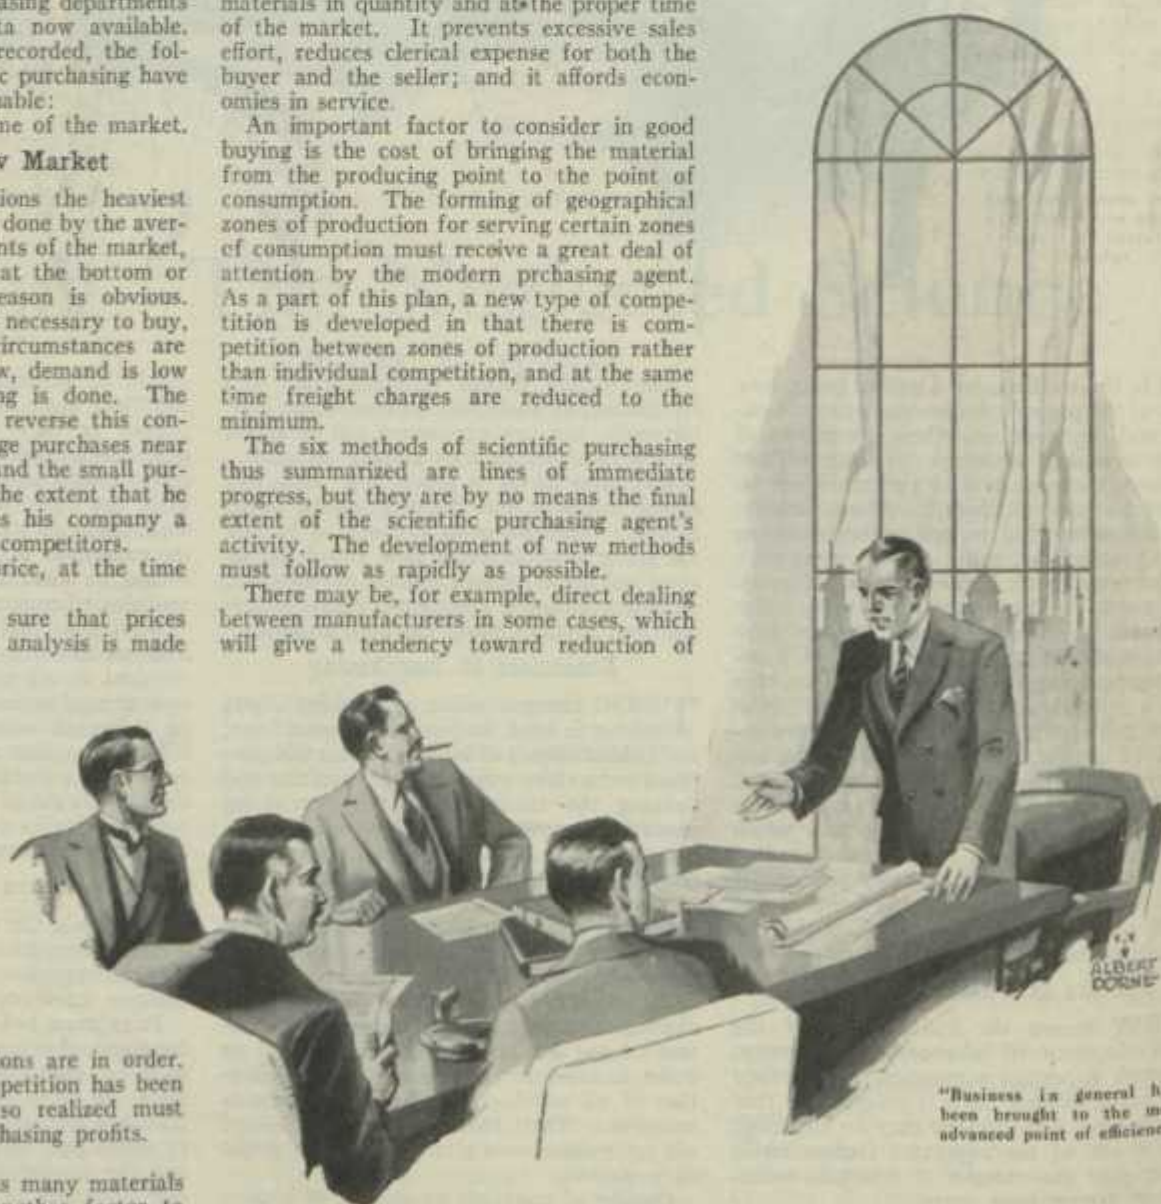 asing departments
ta now available.
recorded, the fol-
c purchasing have
able:
ne of the market.
v Market
ions the heaviest
done by the aver-
nts of the market,
at the bottom or
eason is obvious.
necessary to buy,
ircumstances are
w, demand is low
ng is done. The
reverse this con-
ge purchases near
nd the small pur-
he extent that he
s his company a
competitors.
rice, at the time
sure that prices
analysis is made
ons are in order.
petition has been
so realized must
hasing profits.
s many materials
nother factor to
materials in quantity and at the proper time
of the market. It prevents excessive sales
effort, reduces clerical expense for both the
buyer and the seller; and it affords econ-
omies in service.
An important factor to consider in good
buying is the cost of bringing the material
from the producing point to the point of
consumption. The forming of geographical
zones of production for serving certain zones
of consumption must receive a great deal of
attention by the modern prchasing agent.
As a part of this plan, a new type of compe-
tition is developed in that there is com-
petition between zones of production rather
than individual competition, and at the same
time freight charges are reduced to the
minimum.
The six methods of scientific purchasing
thus summarized are lines of immediate
progress, but they are by no means the final
extent of the scientific purchasing agent's
activity. The development of new methods
must follow as rapidly as possible.
There may be, for example, direct dealing
between manufacturers in some cases, which
will give a tendency toward reduction of
ALBERT
DORNE
"Business in general h
been brought to the m
advanced point of efficienc